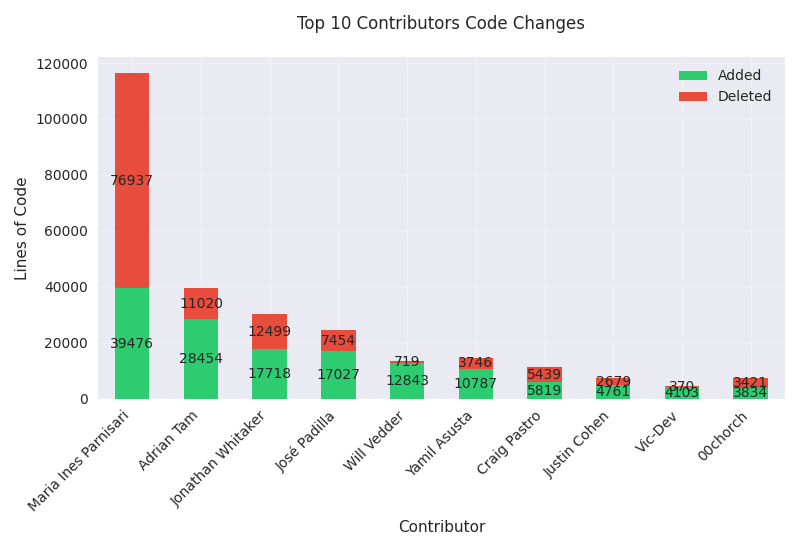 Top 10 Contributors Code Changes
Added
Deleted
Lines of Code
120000
100000
80000
60000
40000
20000
0
76937
39476
11020
28454
12499
17718
7454
17027
719
12843
3746
10787
5439
5819
2679
4761
370
4103
3421
3834
Maria Ines Parnisari
Adrian Tam
Jonathan Whitaker
José Padilla
Will Vedder
Yamil Asusta
Craig Pastro
Justin Cohen
Vic-Dev
00chorch
Contributor